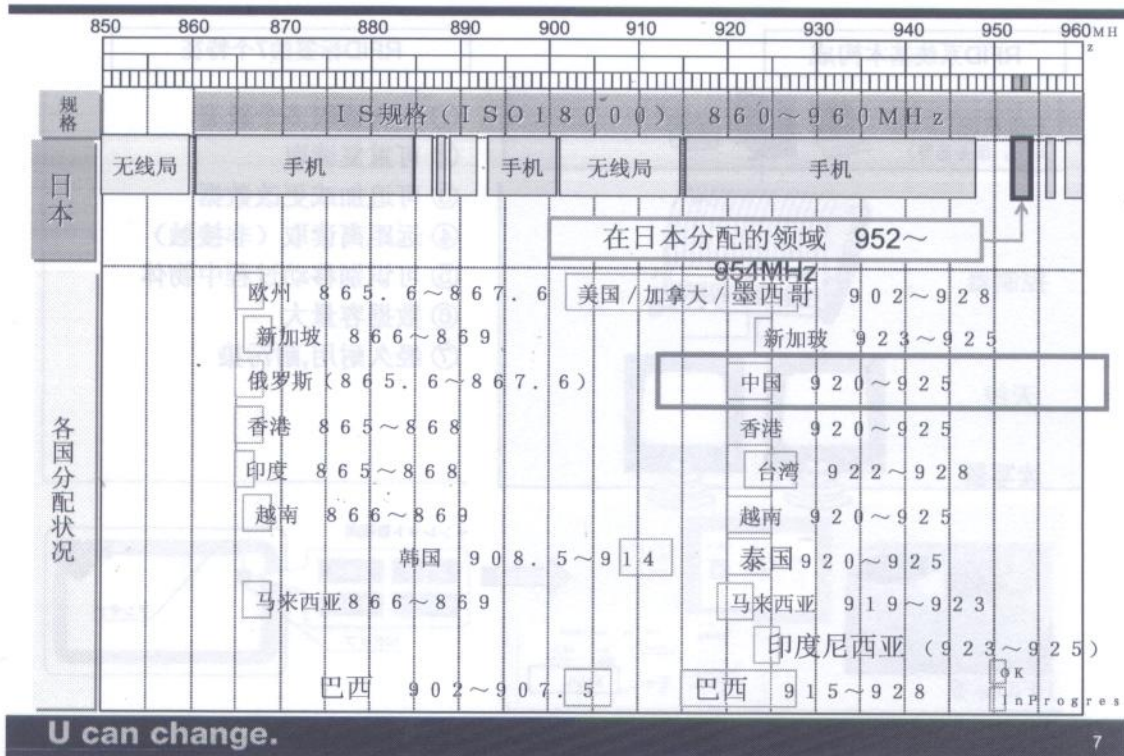 850 860 870 880 890 900 910 920 930 940 950 960MHz
规格
IS规格(ISO18000) 860～960MHz
日本
无线局 手机 手机 无线局 手机
在日本分配的领域 952～
954MHz
各国分配状况
欧州 865.6～867.6 美国/加拿大/墨西哥 902～928
新加坡 866～869 新加玻 923～925
俄罗斯(865.6～867.6) 中国 920～925
香港 865～868 香港 920～925
印度 865～868 台湾 922～928
越南 866～869 越南 920～925
韩国 908.5～914 泰国920～925
马来西亚866～869 马来西亚 919～923
印度尼西亚(923～925)
OK
巴西 902～907.5 巴西 915～928
InProgres
U can change.
7